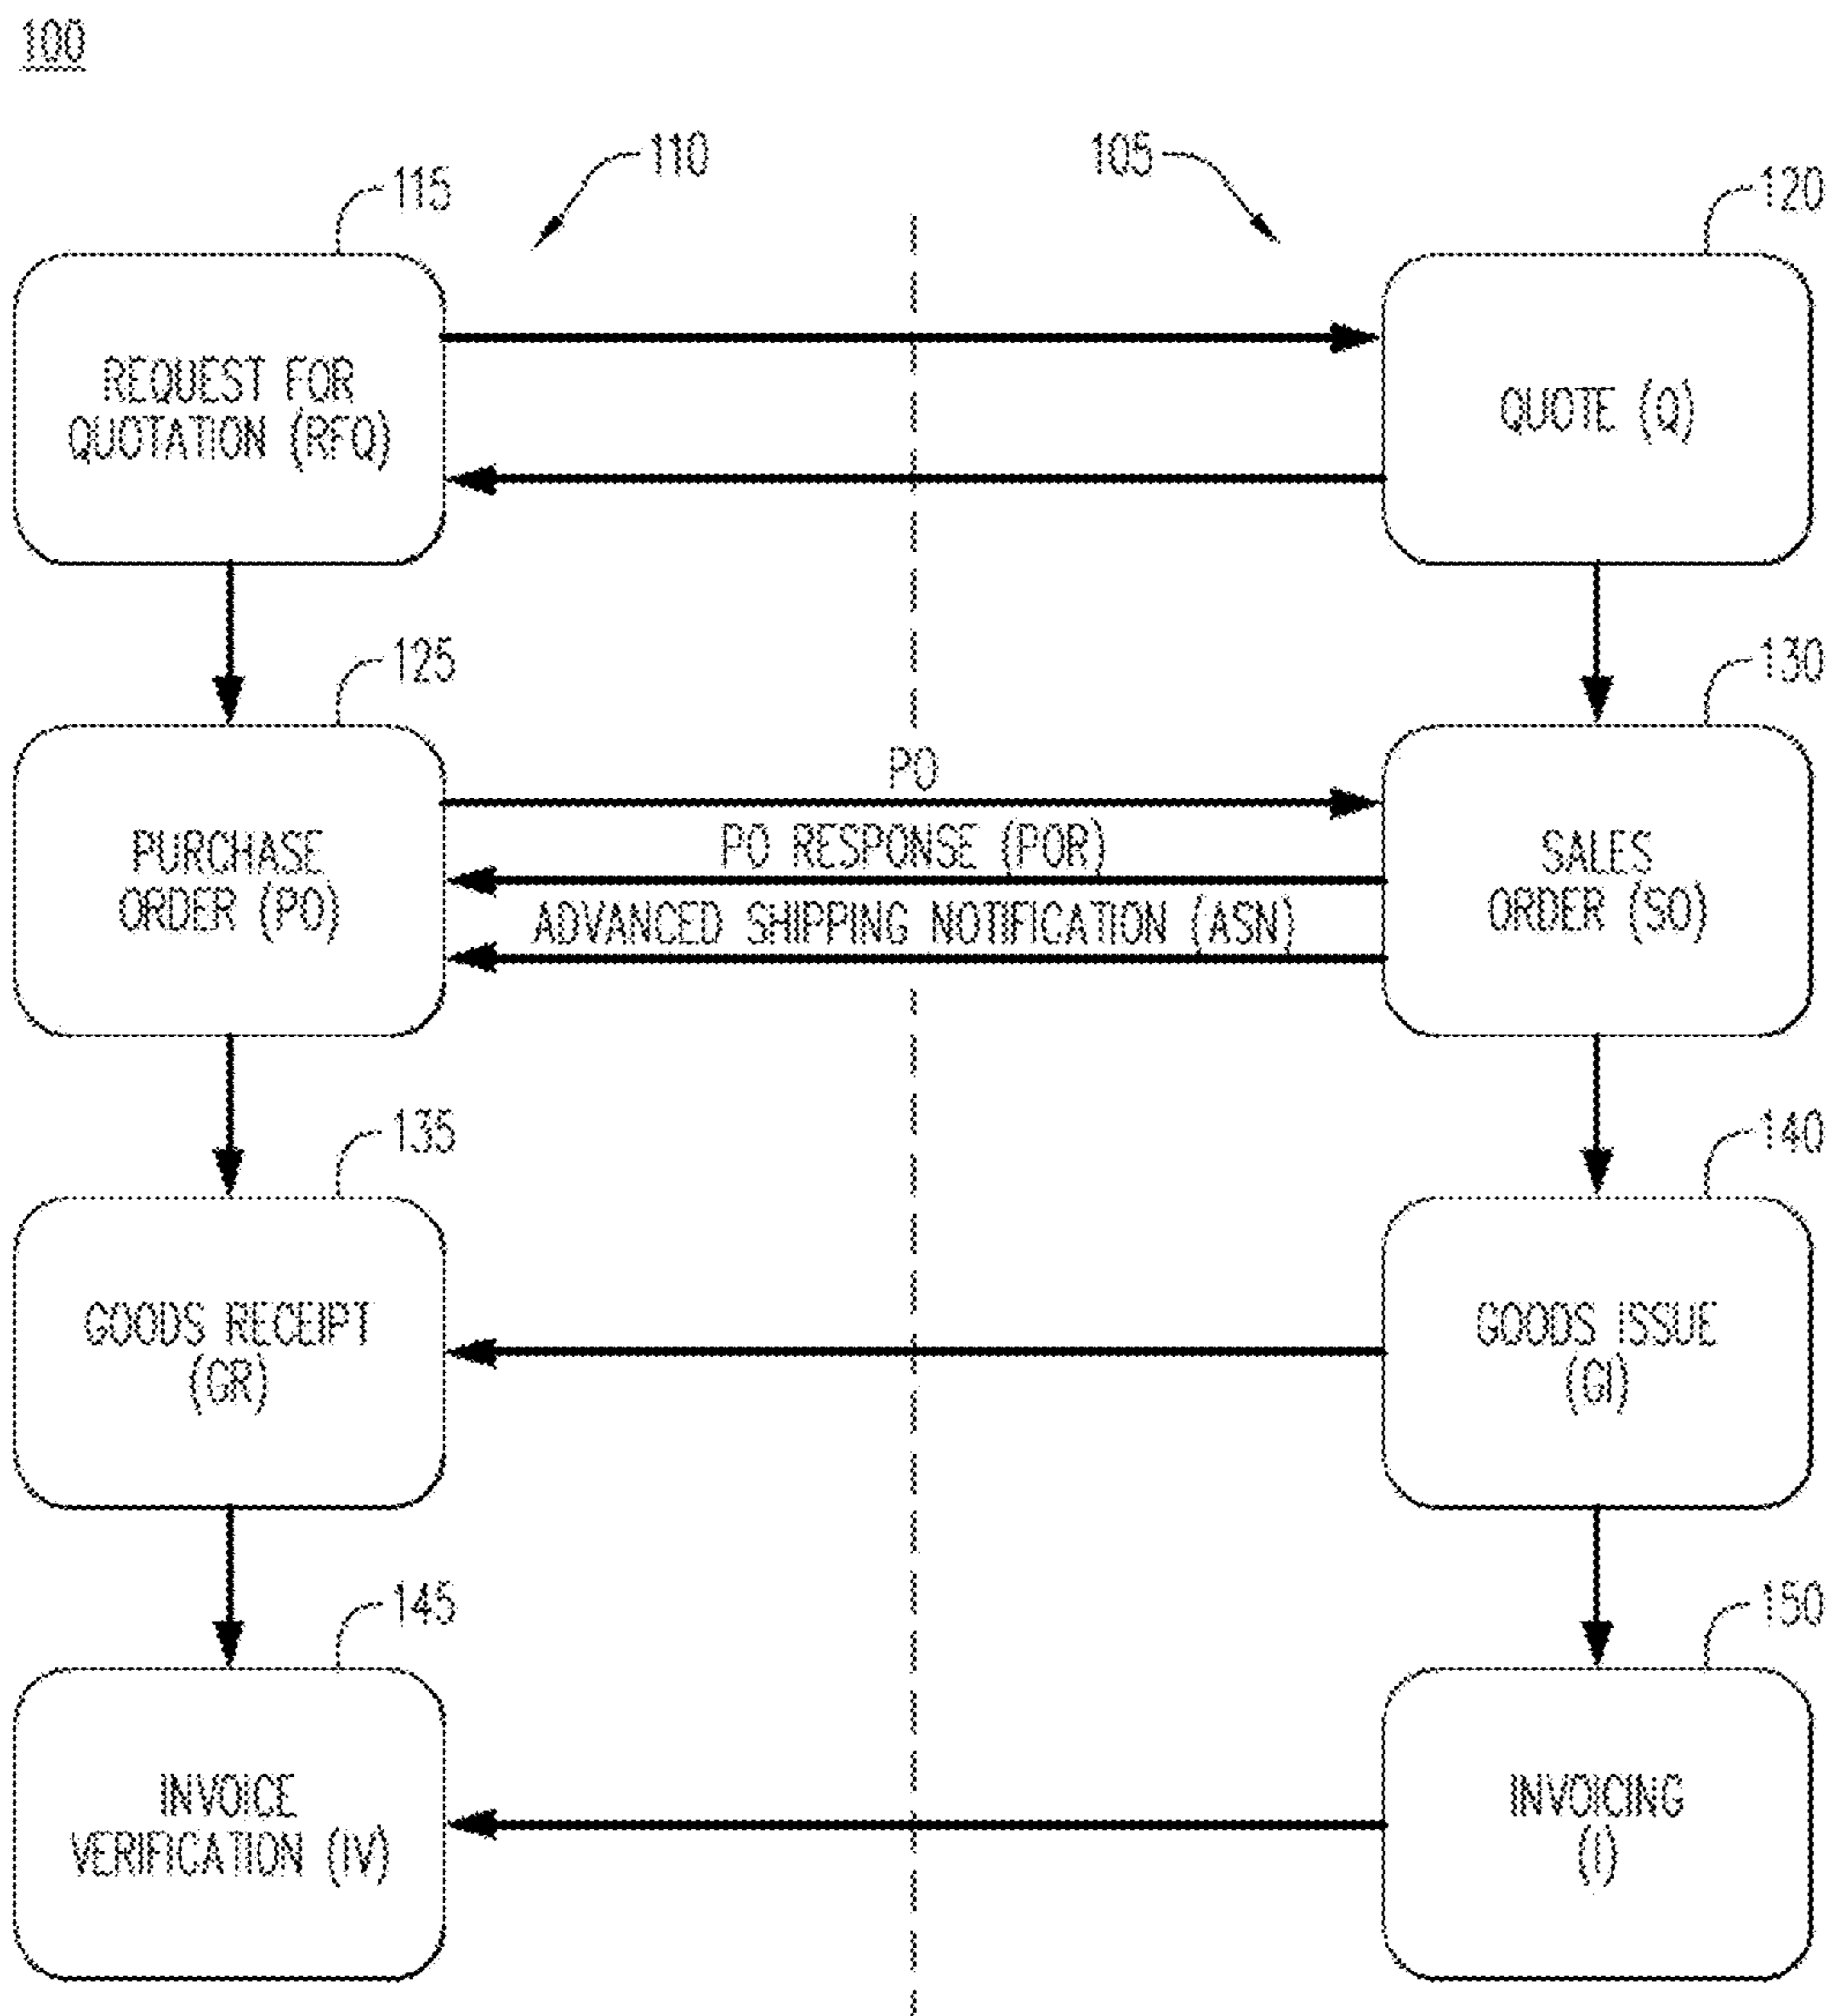 100
110
105
115
120
REQUEST FOR
QUOTATION (RFQ)
QUOTE (Q)
125
130
PO
PURCHASE
ORDER (PO)
PO RESPONSE (POR)
ADVANCED SHIPPING NOTIFICATION (ASN)
SALES
ORDER (SO)
135
140
GOODS RECEIPT
(GR)
GOODS ISSUE
(GI)
145
150
INVOICE
VERIFICATION (IV)
INVOICING
(I)